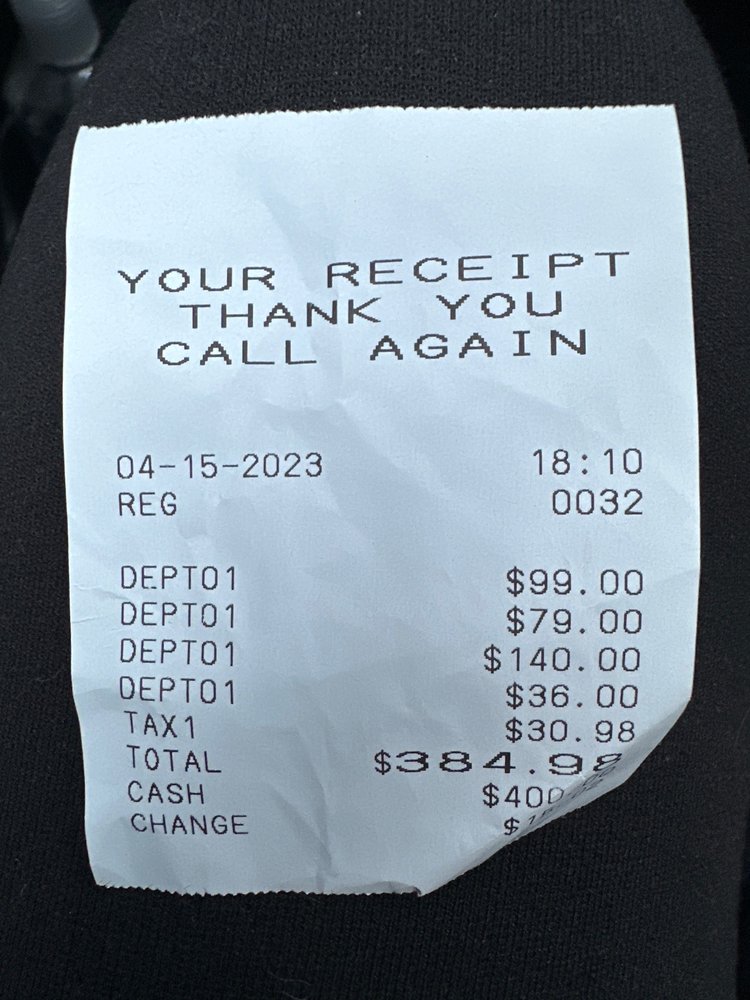 YOUR RECEIPT
THANK YOU
CALL AGAIN
04-15-2023 18:10
REG 0032
DEPT01 $99.00
DEPT01 $79.00
DEPT01 $140.00
DEPT01 $36.00
TAX1 $30.98
TOTAL $384.98
CASH
CHANGE